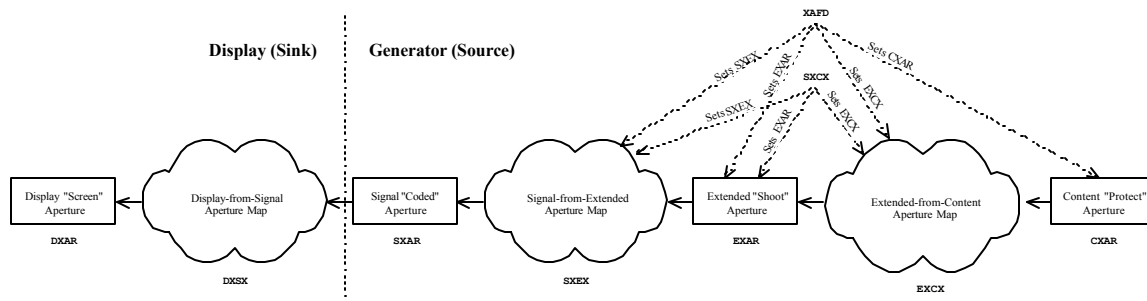 XAFD
Display (Sink)
Generator (Source)
Sets SXEX
Sets EXAR
Sets EXCX
Sets CXAR
SXCX
Sets SXEX
Sets EXAR
Sets EXCX
Display "Screen"
Aperture
Display-from-Signal
Aperture Map
Signal "Coded"
Aperture
Signal-from-Extended
Aperture Map
Extended "Shoot"
Aperture
Extended-from-Content
Aperture Map
Content "Protect"
Aperture
DXAR
DXSX
SXAR
SXEX
EXAR
EXCX
CXAR